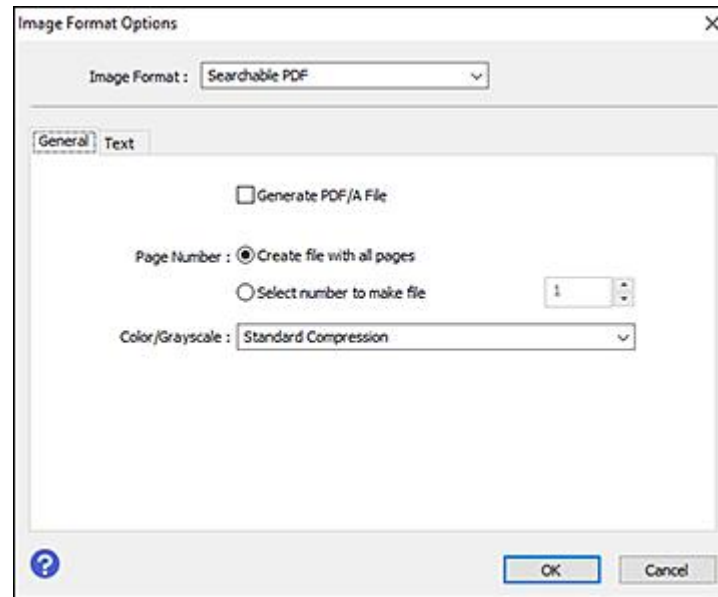 Image Format Options
Image Format : Searchable PDF
General Text
Generate PDF/A File
Page Number : Create file with all pages
Select number to make file 1
Color/Grayscale : Standard Compression
? OK Cancel